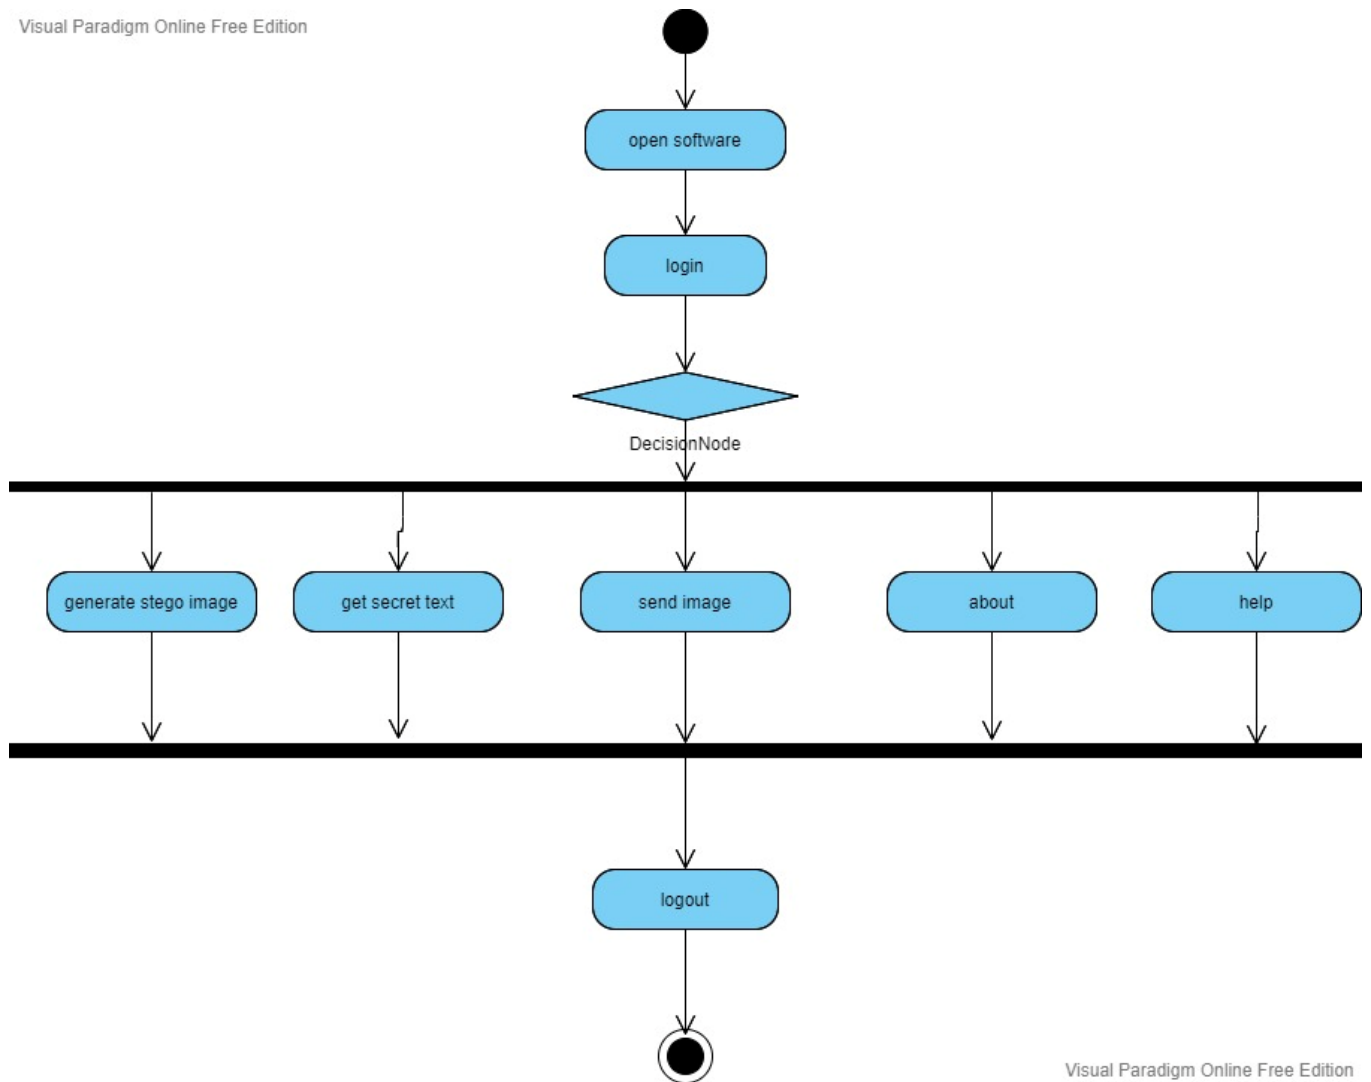 Visual Paradigm Online Free Edition
open software
login
DecisionNode
generate stego image
get secret text
send image
about
help
logout
Visual Paradigm Online Free Edition